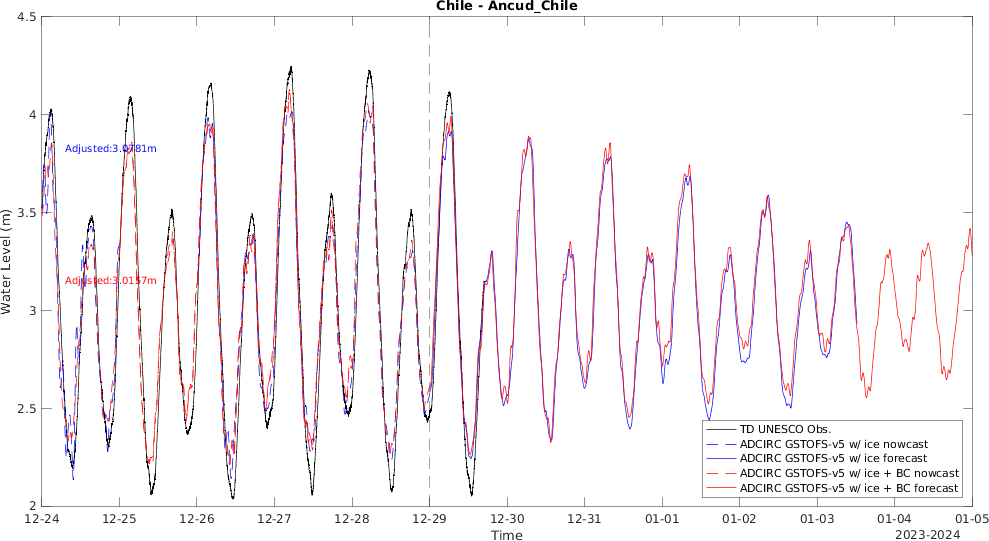 Chile - Ancud_Chile
4.5
4
3.5
3
2.5
2
Water Level (m)
Adjusted:3.0781m
Adjusted:3.0157m
TD UNESCO Obs.
ADCIRC GSTOFS-v5 w/ ice nowcast
ADCIRC GSTOFS-v5 w/ ice forecast
ADCIRC GSTOFS-v5 w/ ice + BC nowcast
ADCIRC GSTOFS-v5 w/ ice + BC forecast
12-24 12-25 12-26 12-27 12-28 12-29 12-30 12-31 01-01 01-02 01-03 01-04 01-05
Time
2023-2024